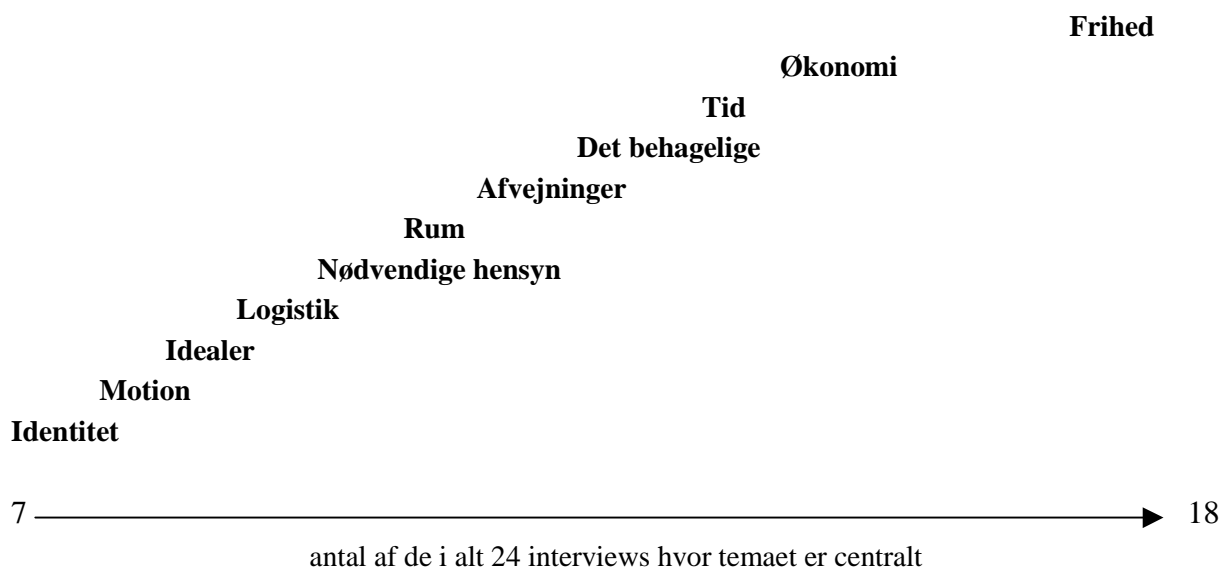 Frihed
Økonomi
Tid
Det behagelige
Afvejninger
Rum
Nødvendige hensyn
Logistik
Idealer
Motion
Identitet
7 18
antal af de i alt 24 interviews hvor temaet er centralt